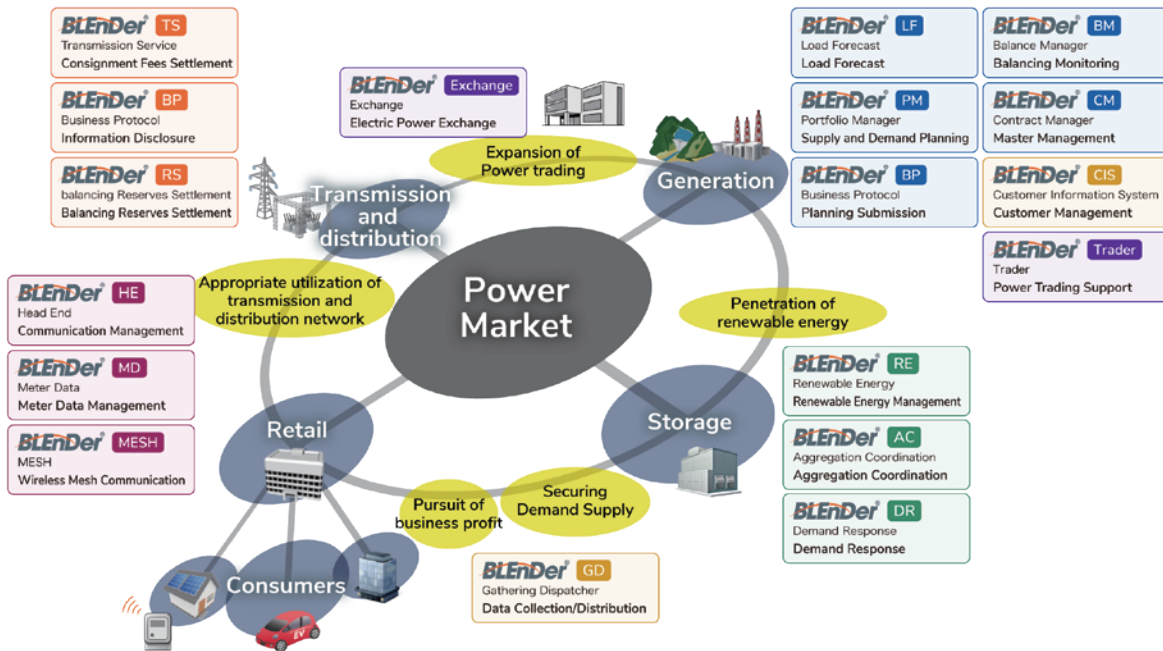 BLEnDer® TS
Transmission Service
Consignment Fees Settlement
BLEnDer® BP
Business Protocol
Information Disclosure
BLEnDer® RS
balancing Reserves Settlement
Balancing Reserves Settlement
BLEnDer® Exchange
Exchange
Electric Power Exchange
BLEnDer® LF
Load Forecast
Load Forecast
BLEnDer® BM
Balance Manager
Balancing Monitoring
BLEnDer® PM
Portfolio Manager
Supply and Demand Planning
BLEnDer® CM
Contract Manager
Master Management
BLEnDer® BP
Business Protocol
Planning Submission
BLEnDer® CIS
Customer Information System
Customer Management
BLEnDer® Trader
Trader
Power Trading Support
Expansion of
Power trading
Transmission
and
distribution
Generation
Appropriate utilization of
transmission and
distribution network
Power
Market
Penetration of
renewable energy
BLEnDer® HE
Head End
Communication Management
BLEnDer® MD
Meter Data
Meter Data Management
BLEnDer® MESH
MESH
Wireless Mesh Communication
Retail
Storage
BLEnDer® RE
Renewable Energy
Renewable Energy Management
BLEnDer® AC
Aggregation Coordination
Aggregation Coordination
BLEnDer® DR
Demand Response
Demand Response
Pursuit of
business profit
Securing
Demand Supply
Consumers
EV
BLEnDer® GD
Gathering Dispatcher
Data Collection/Distribution